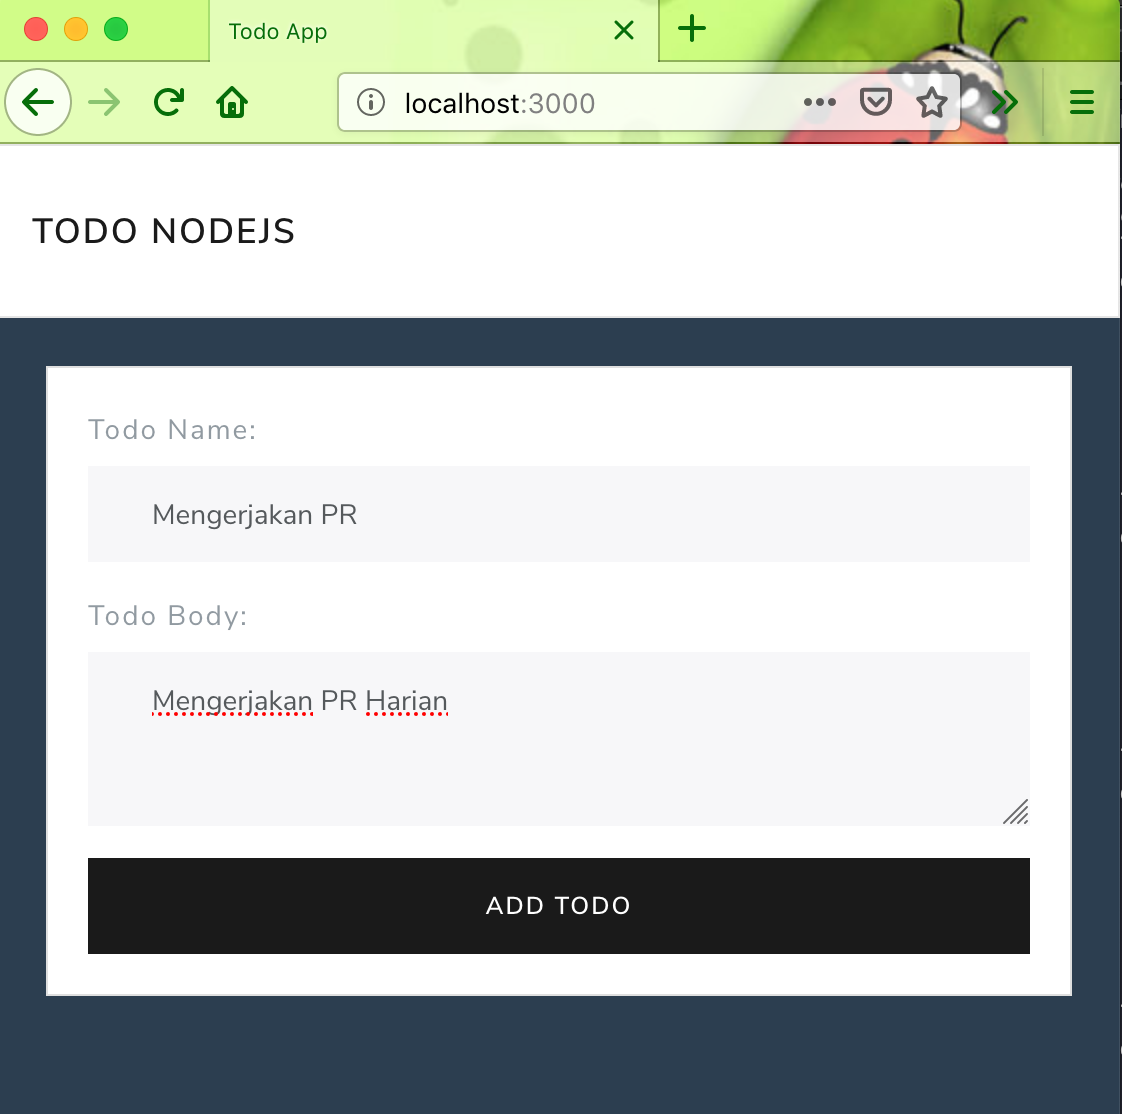 Todo App
localhost:3000
TODO NODEJS
Todo Name:
Mengerjakan PR
Todo Body:
Mengerjakan PR Harian
ADD TODO